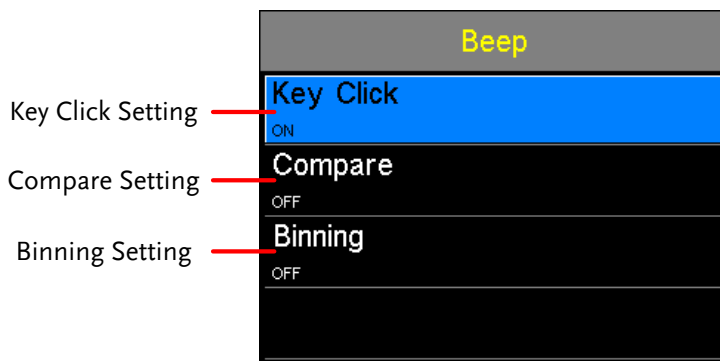 Beep
Key Click Setting
Key Click
ON
Compare Setting
Compare
OFF
Binning Setting
Binning
OFF